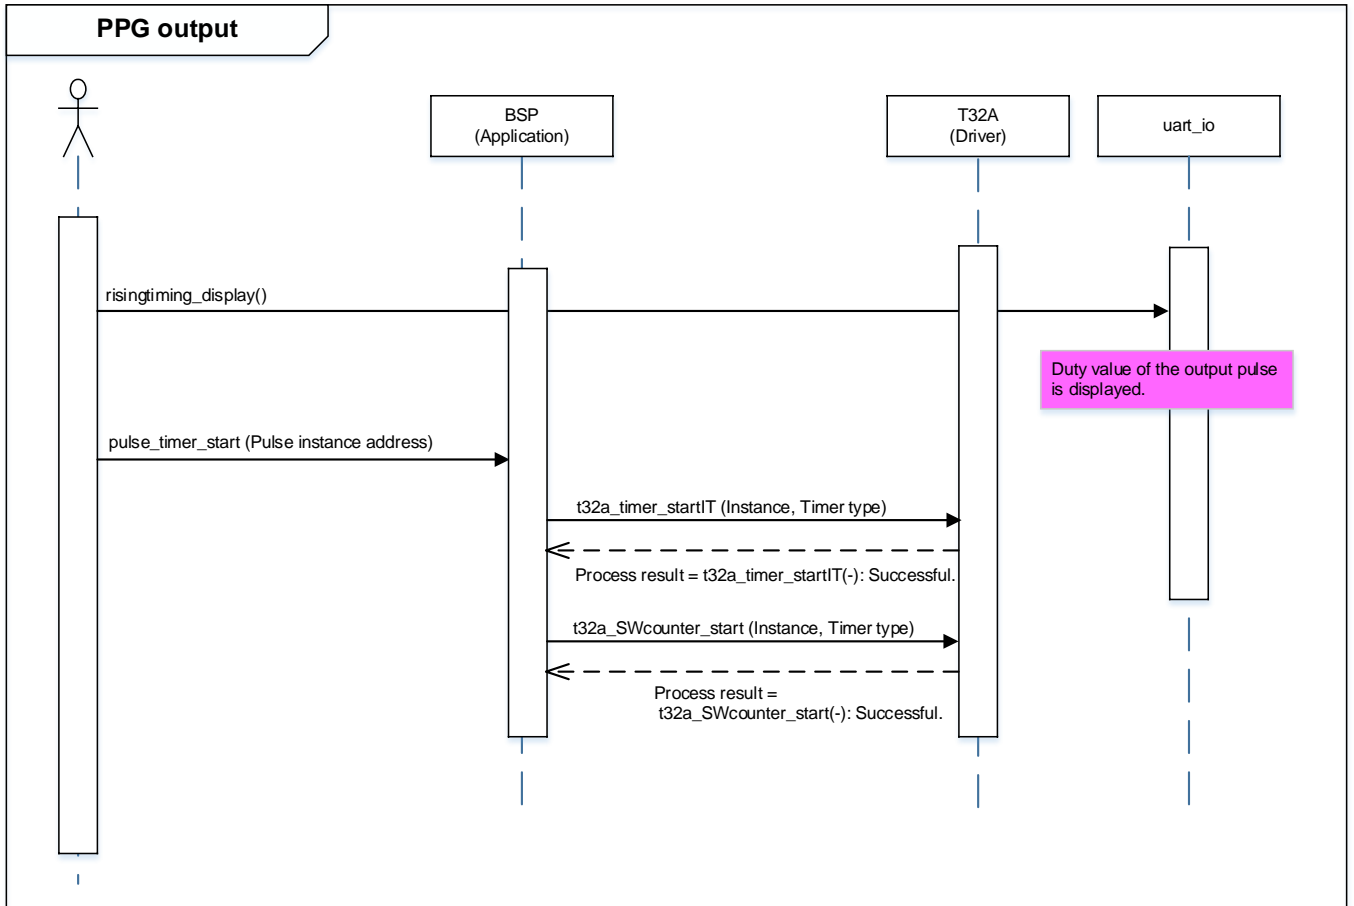 PPG output
BSP
(Application)
T32A
(Driver)
uart_io
risingtiming_display()
Duty value of the output pulse
is displayed.
pulse_timer_start (Pulse instance address)
t32a_timer_startIT (Instance, Timer type)
Process result = t32a_timer_startIT(-): Successful.
t32a_SWcounter_start (Instance, Timer type)
Process result =
t32a_SWcounter_start(-): Successful.